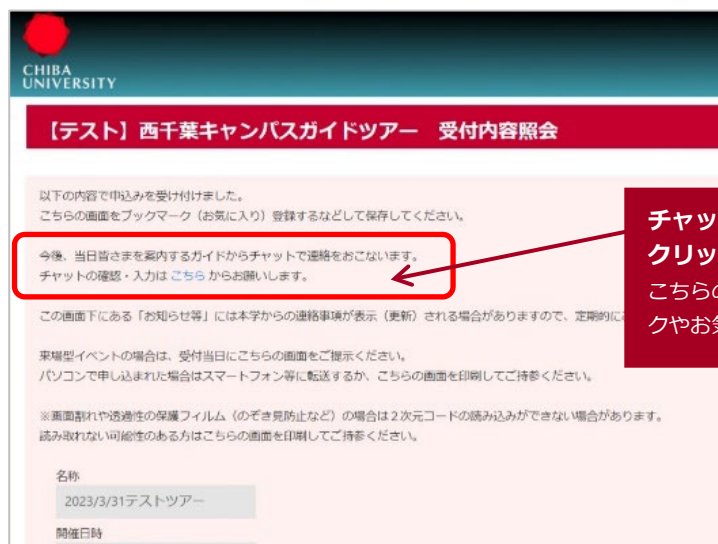 CHIBA
UNIVERSITY
【テスト】西千葉キャンパスガイドツアー　受付内容照会
以下の内容で申込みを受け付けました。
こちらの画面をブックマーク（お気に入り）登録するなどして保存してください。
今後、当日皆さまを案内するガイドからチャットで連絡をおこないます。
チャットの確認・入力は こちら からお願いします。
チャッ
クリッ
こちらの
クやお気
この画面下にある「お知らせ等」には本学からの連絡事項が表示（更新）される場合がありますので、定期的に
来場型イベントの場合は、受付当日にこちらの画面をご提示ください。
パソコンで申し込まれた場合はスマートフォン等に転送するか、こちらの画面を印刷してご持参ください。
※画面割れや透過性の保護フィルム（のぞき見防止など）の場合は２次元コードの読み込みができない場合があります。
読み取れない可能性のある方はこちらの画面を印刷してご持参ください。
名称
2023/3/31テストツアー
開催日時